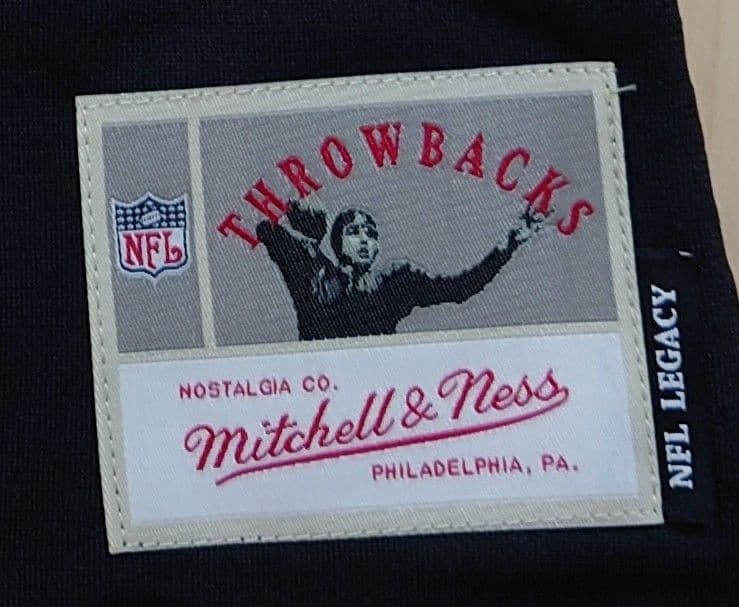 THROWBACKS
NFL
NOSTALGIA CO.
Mitchell & Ness
PHILADELPHIA, PA.
NFL LEGACY